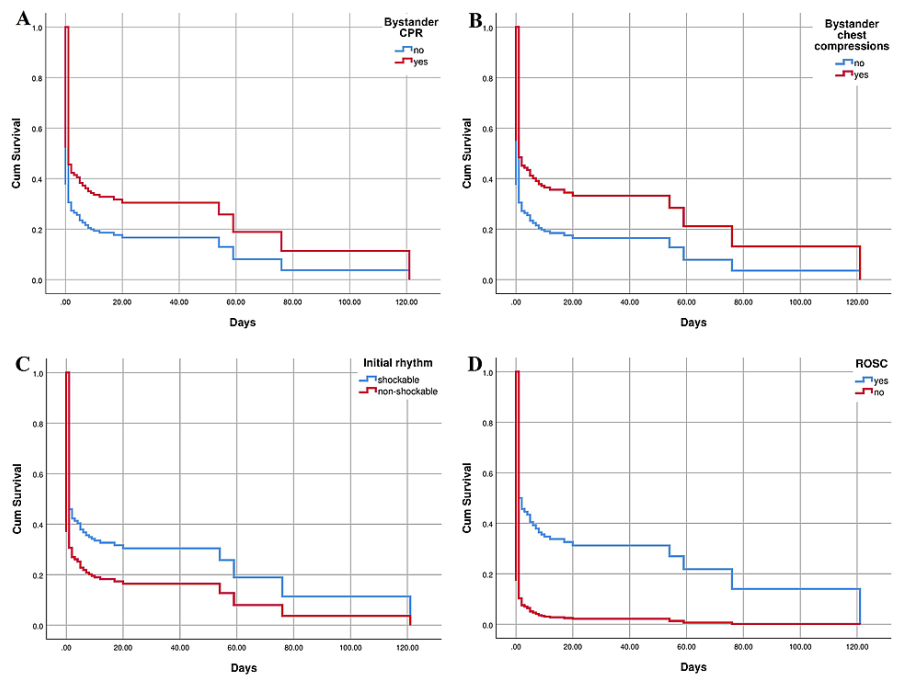 A
Bystander
CPR
no
yes
1.0
0.8
0.6
0.4
0.2
0.0
Cum Survival
.00 20.00 40.00 60.00 80.00 100.00 120.00
Days
B
Bystander
chest
compressions
no
yes
1.0
0.8
0.6
0.4
0.2
0.0
Cum Survival
.00 20.00 40.00 60.00 80.00 100.00 120.00
Days
C
Initial rhythm
shockable
non-shockable
1.0
0.8
0.6
0.4
0.2
0.0
Cum Survival
.00 20.00 40.00 60.00 80.00 100.00 120.00
Days
D
ROSC
yes
no
1.0
0.8
0.6
0.4
0.2
0.0
Cum Survival
.00 20.00 40.00 60.00 80.00 100.00 120.00
Days